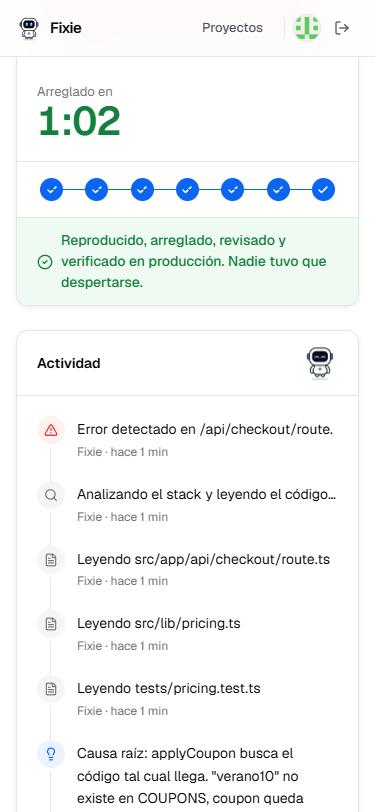 Fixie
Proyectos
Arreglado en
1:02
Reproducido, arreglado, revisado y
verificado en producción. Nadie tuvo que
despertarse.
Actividad
Error detectado en /api/checkout/route.
Fixie · hace 1 min
Analizando el stack y leyendo el código...
Fixie · hace 1 min
Leyendo src/app/api/checkout/route.ts
Fixie · hace 1 min
Leyendo src/lib/pricing.ts
Fixie · hace 1 min
Leyendo tests/pricing.test.ts
Fixie · hace 1 min
Causa raíz: applyCoupon busca el
código tal cual llega. "verano10" no
existe en COUPONS, coupon queda